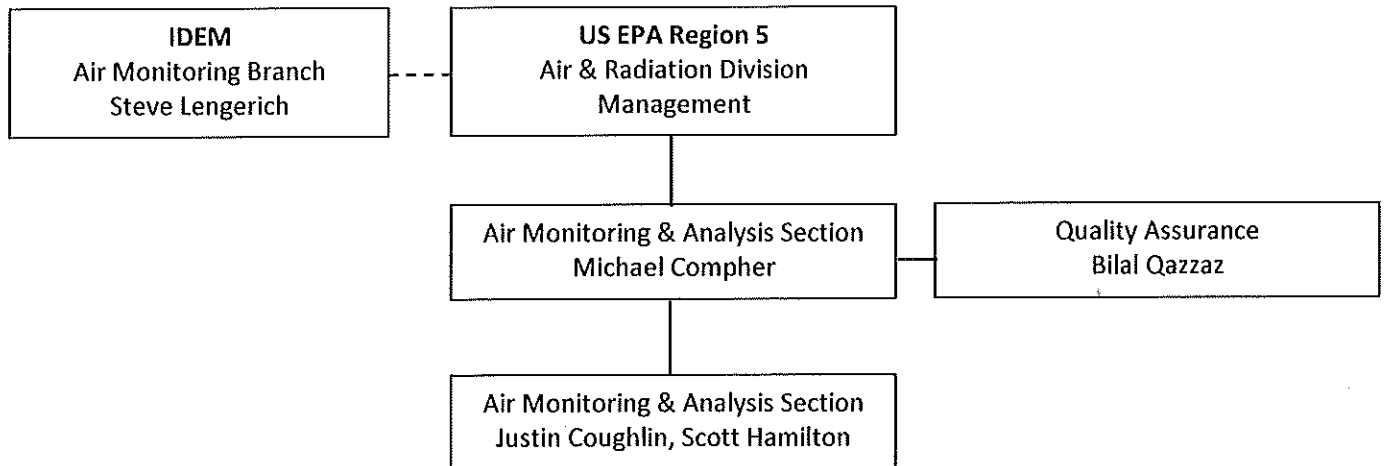 IDEM
Air Monitoring Branch
Steve Lengerich
US EPA Region 5
Air & Radiation Division
Management
Air Monitoring & Analysis Section
Michael Compher
Quality Assurance
Bilal Qazzaz
Air Monitoring & Analysis Section
Justin Coughlin, Scott Hamilton